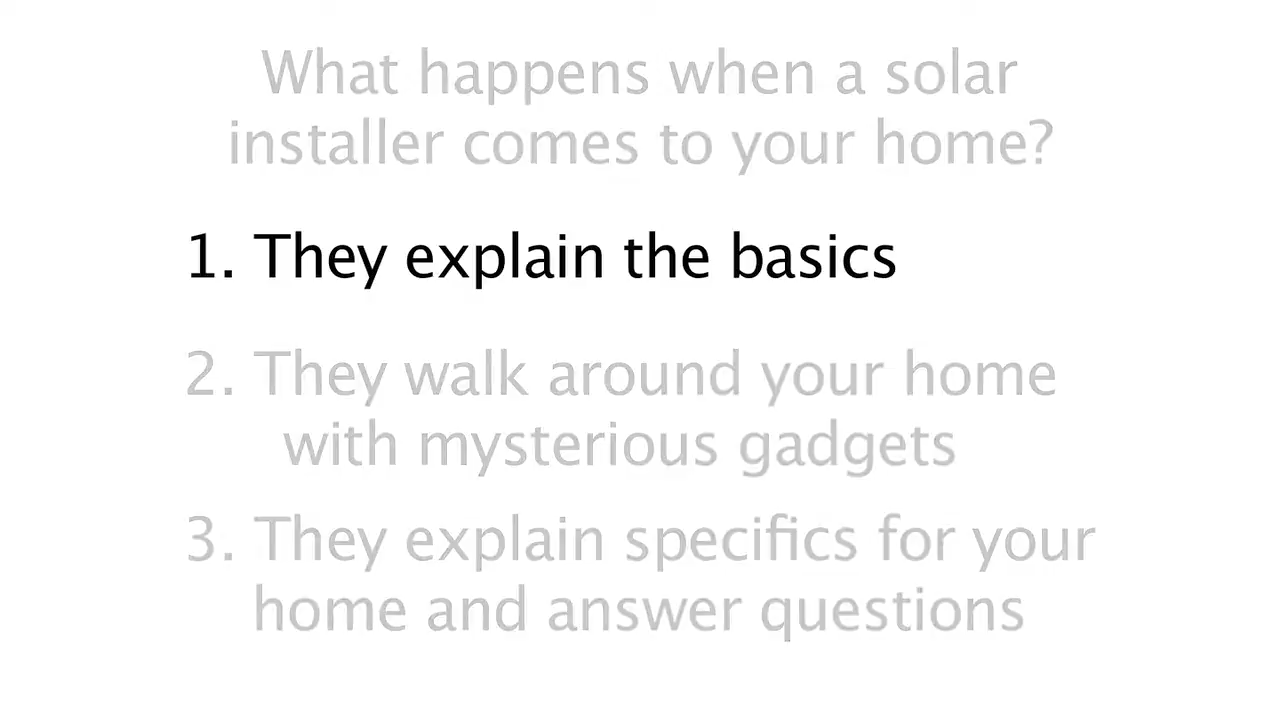 What happens when a solar
installer comes to your home?
1. They explain the basics
2. They walk around your home
with mysterious gadgets
3. They explain specifics for your
home and answer questions